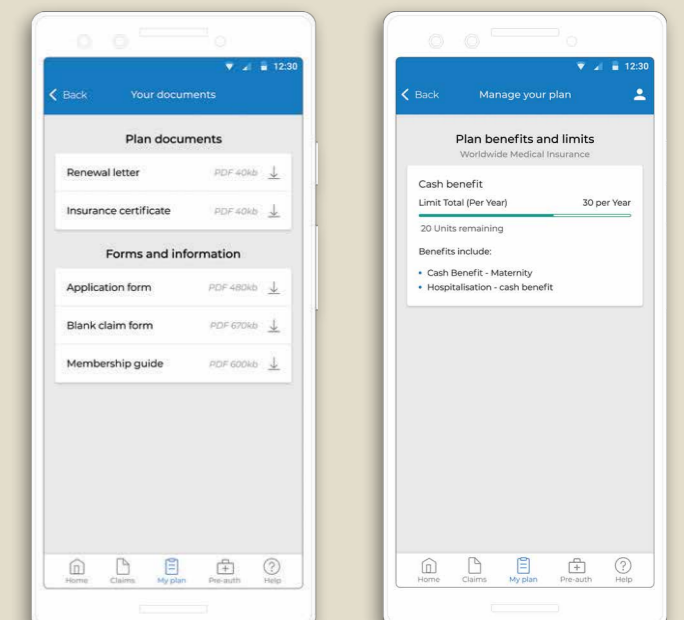 12:30
Back Your documents
Plan documents
Renewal letter PDF 40kb
Insurance certificate PDF 40kb
Forms and information
Application form PDF 480kb
Blank claim form PDF 670kb
Membership guide PDF 600kb
Home Claims My plan Pre-auth Help
12:30
Back Manage your plan
Plan benefits and limits
Worldwide Medical Insurance
Cash benefit
Limit Total (Per Year) 30 per Year
20 Units remaining
Benefits include:
• Cash Benefit - Maternity
• Hospitalisation - cash benefit
Home Claims My plan Pre-auth Help